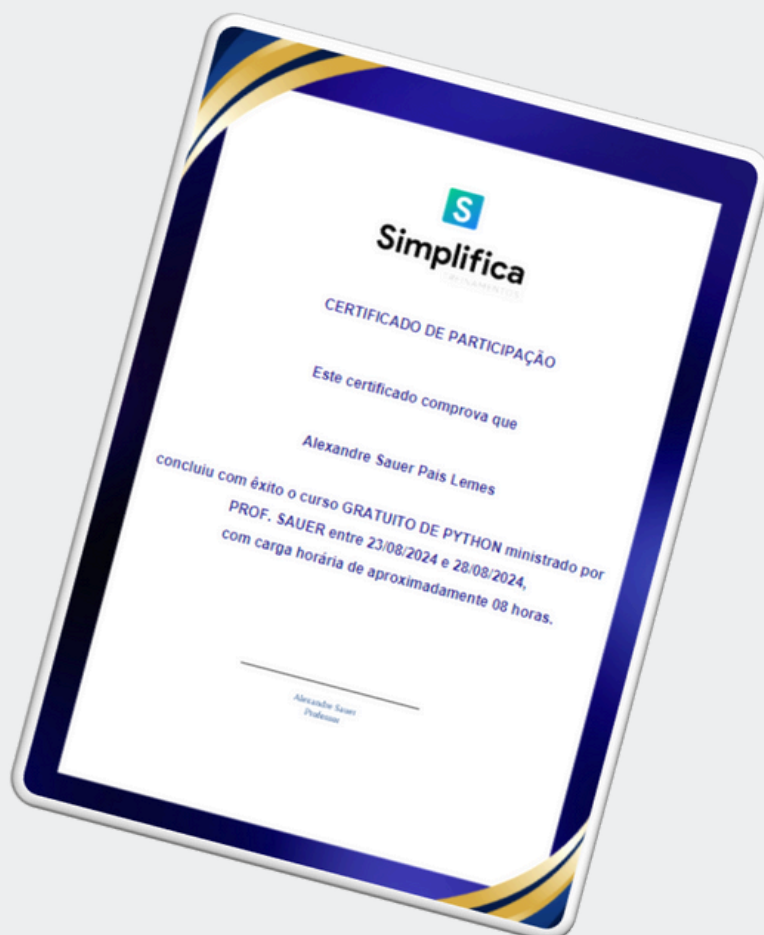 S
Simplifica
TREINAMENTOS
CERTIFICADO DE PARTICIPAÇÃO
Este certificado comprova que
Alexandre Sauer Pais Lemes
concluiu com êxito o curso GRATUITO DE PYTHON ministrado por
PROF. SAUER entre 23/08/2024 e 28/08/2024,
com carga horária de aproximadamente 08 horas.
Alexandre Sauer
Professor